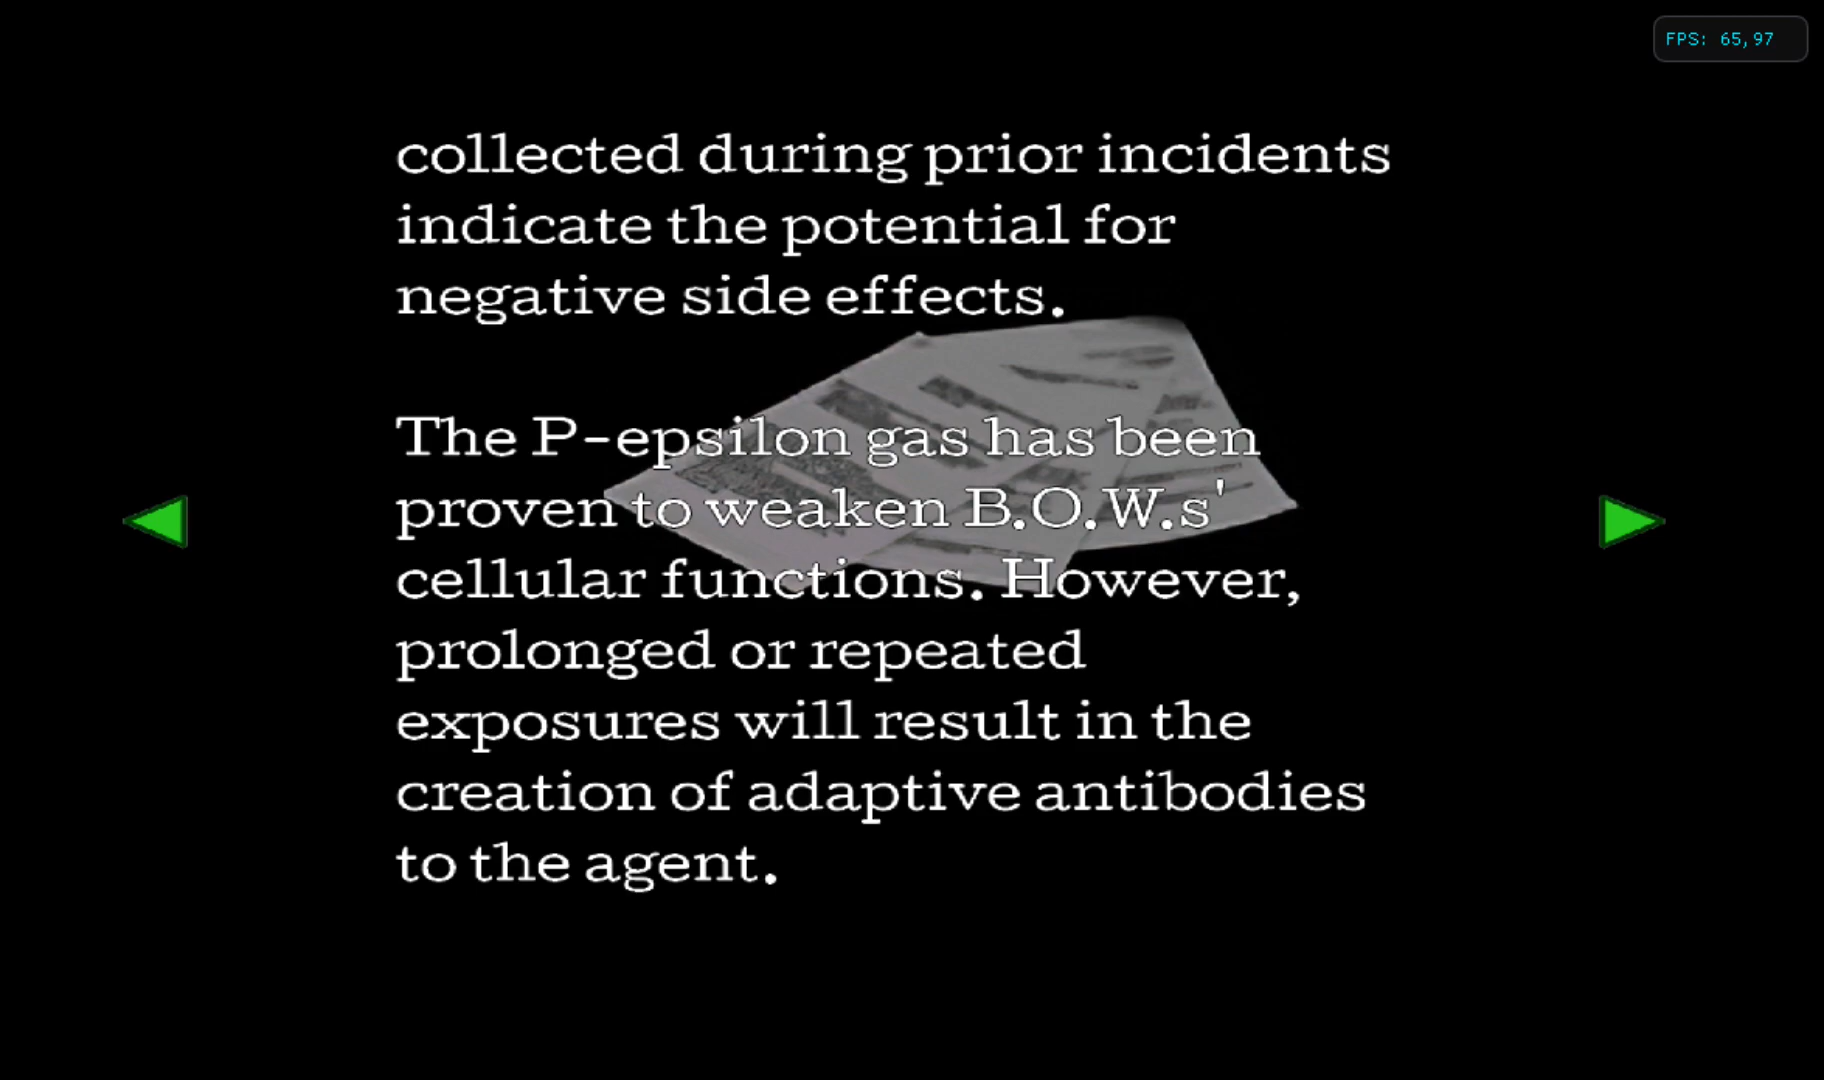 FPS: 65,97
collected during prior incidents
indicate the potential for
negative side effects.
The P-epsilon gas has been
proven to weaken B.O.W.s'
cellular functions. However,
prolonged or repeated
exposures will result in the
creation of adaptive antibodies
to the agent.